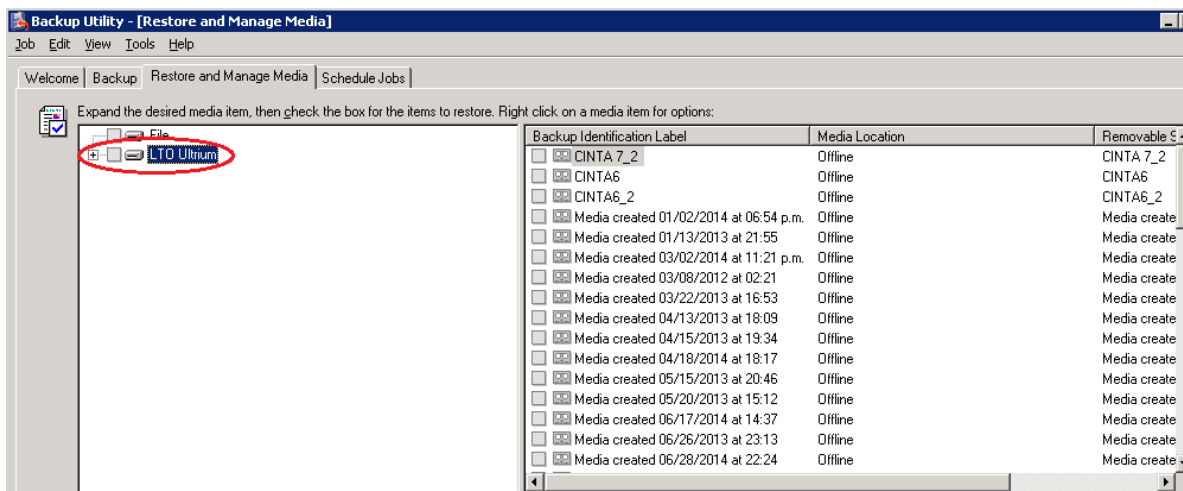 Backup Utility - [Restore and Manage Media]
Job Edit View Tools Help
Welcome Backup Restore and Manage Media Schedule Jobs
Expand the desired media item, then check the box for the items to restore. Right click on a media item for options:
File
LTO Ultrium
Backup Identification Label Media Location Removable S
CINTA 7_2 Offline CINTA 7_2
CINTA6 Offline CINTA6
CINTA6_2 Offline CINTA6_2
Media created 01/02/2014 at 06:54 p.m. Offline Media create
Media created 01/13/2013 at 21:55 Offline Media create
Media created 03/02/2014 at 11:21 p.m. Offline Media create
Media created 03/08/2012 at 02:21 Offline Media create
Media created 03/22/2013 at 16:53 Offline Media create
Media created 04/13/2013 at 18:09 Offline Media create
Media created 04/15/2013 at 19:34 Offline Media create
Media created 04/18/2014 at 18:17 Offline Media create
Media created 05/15/2013 at 20:46 Offline Media create
Media created 05/20/2013 at 15:12 Offline Media create
Media created 06/17/2014 at 14:37 Offline Media create
Media created 06/26/2013 at 23:13 Offline Media create
Media created 06/28/2014 at 22:24 Offline Media create